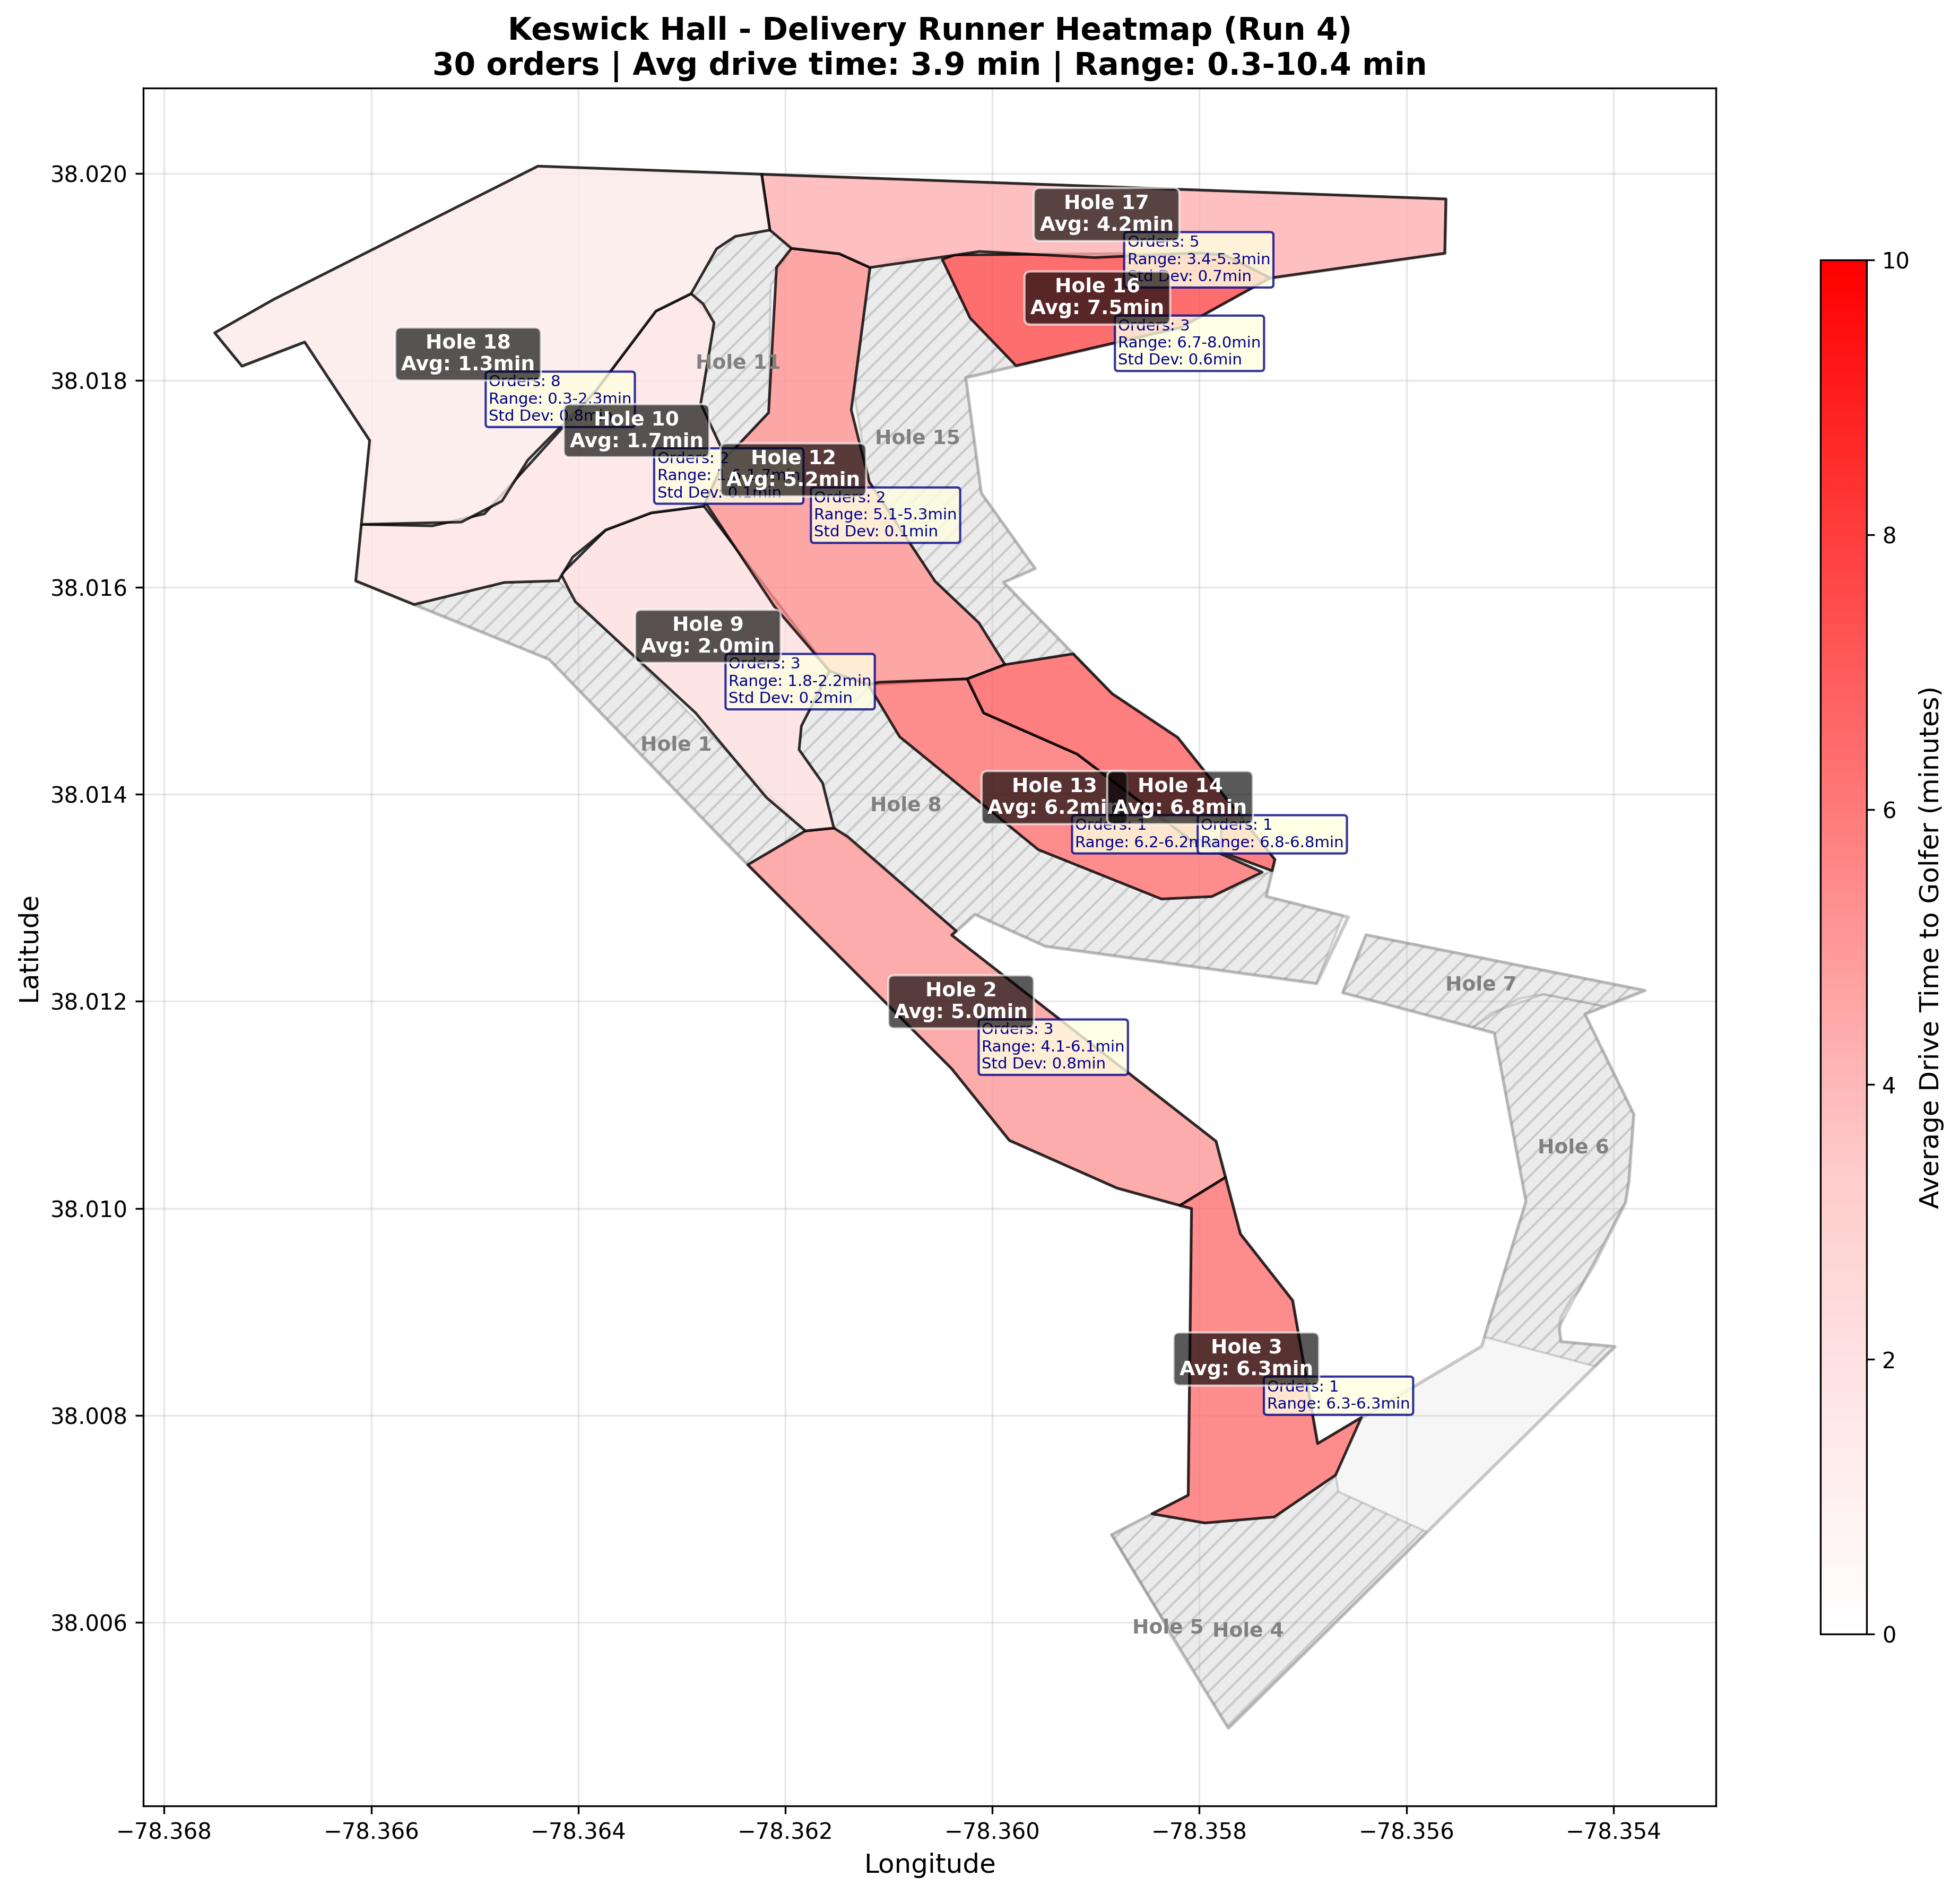 Keswick Hall - Delivery Runner Heatmap (Run 4)
30 orders | Avg drive time: 3.9 min | Range: 0.3-10.4 min
38.020
38.018
38.016
38.014
38.012
38.010
38.008
38.006
Latitude
Hole 17
Avg: 4.2min
Orders: 5
Range: 3.4-5.3min
Std Dev: 0.7min
Hole 16
Avg: 7.5min
Orders: 3
Range: 6.7-8.0min
Std Dev: 0.6min
Hole 18
Avg: 1.3min
Orders: 8
Range: 0.3-2.3min
Std Dev: 0.8min
Hole 11
Hole 10
Avg: 1.7min
Orders: 2
Range: 1.6-1.7min
Std Dev: 0.1min
Hole 15
Hole 12
Avg: 5.2min
Orders: 2
Range: 5.1-5.3min
Std Dev: 0.1min
Hole 9
Avg: 2.0min
Orders: 3
Range: 1.8-2.2min
Std Dev: 0.2min
Hole 1
Hole 8
Hole 13
Avg: 6.2min
Orders: 1
Range: 6.2-6.2m
Hole 14
Avg: 6.8min
Orders: 1
Range: 6.8-6.8min
Hole 2
Avg: 5.0min
Orders: 3
Range: 4.1-6.1min
Std Dev: 0.8min
Hole 7
Hole 6
Hole 3
Avg: 6.3min
Orders: 1
Range: 6.3-6.3min
Hole 5
Hole 4
−78.368
−78.366
−78.364
−78.362
−78.360
−78.358
−78.356
−78.354
Longitude
10
8
6
4
2
0
Average Drive Time to Golfer (minutes)